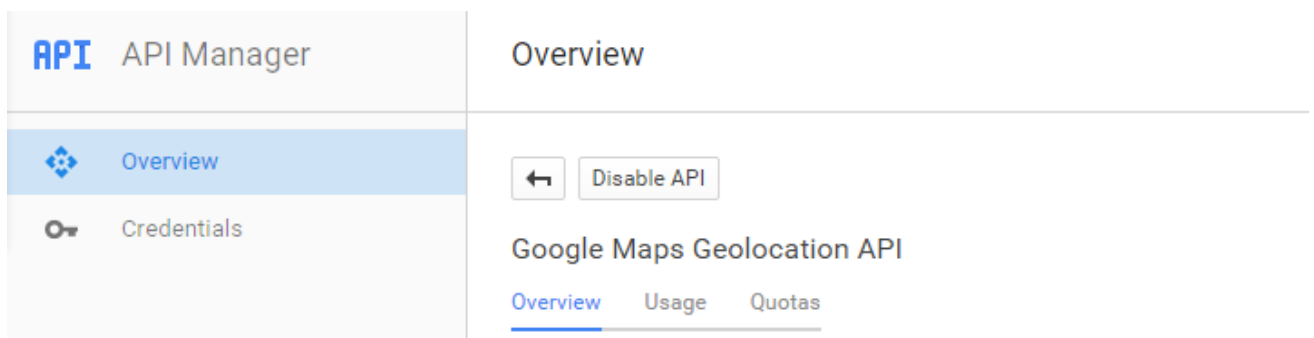 API API Manager
Overview
Overview
Credentials
Disable API
Google Maps Geolocation API
Overview Usage Quotas